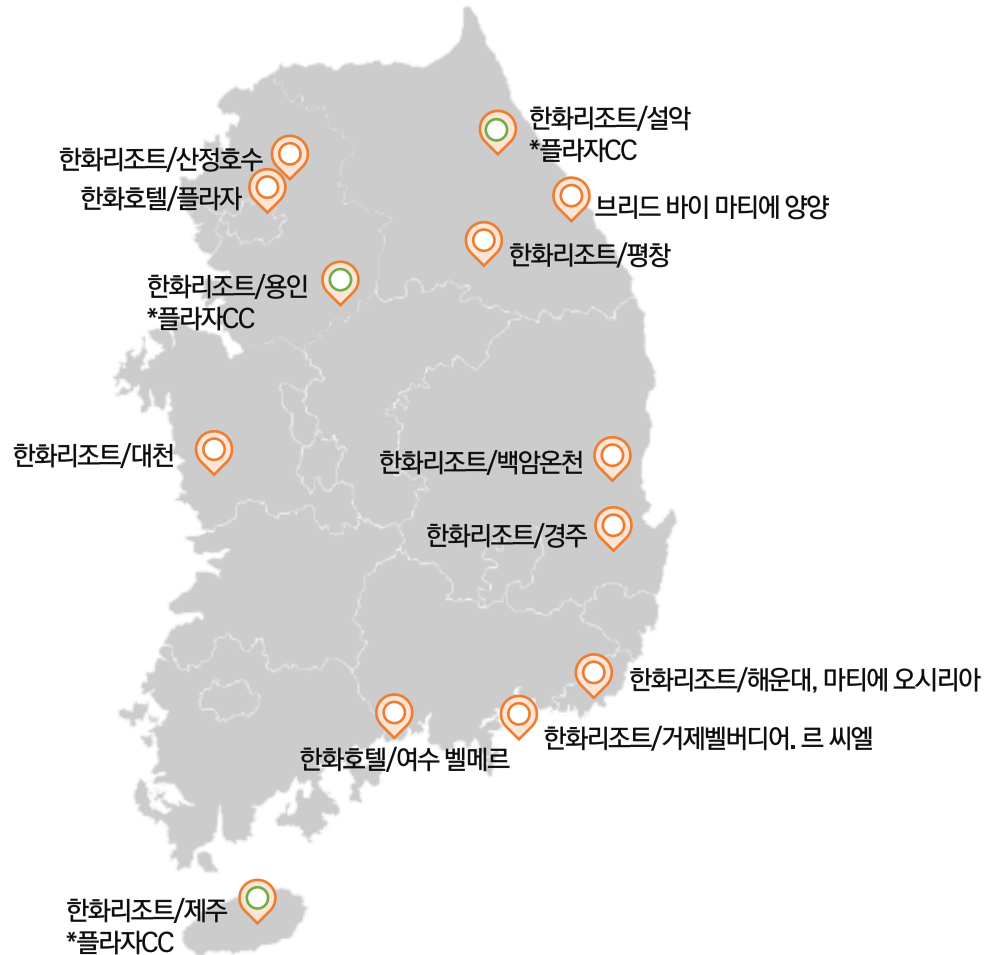 한화리조트/설악
*플라자CC
한화리조트/산정호수
한화호텔/플라자
브리드 바이 마티에 양양
한화리조트/평창
한화리조트/용인
*플라자CC
한화리조트/대천
한화리조트/백암온천
한화리조트/경주
한화리조트/해운대, 마티에 오시리아
한화리조트/거제벨버디어. 르 씨엘
한화호텔/여수 벨메르
한화리조트/제주
*플라자CC